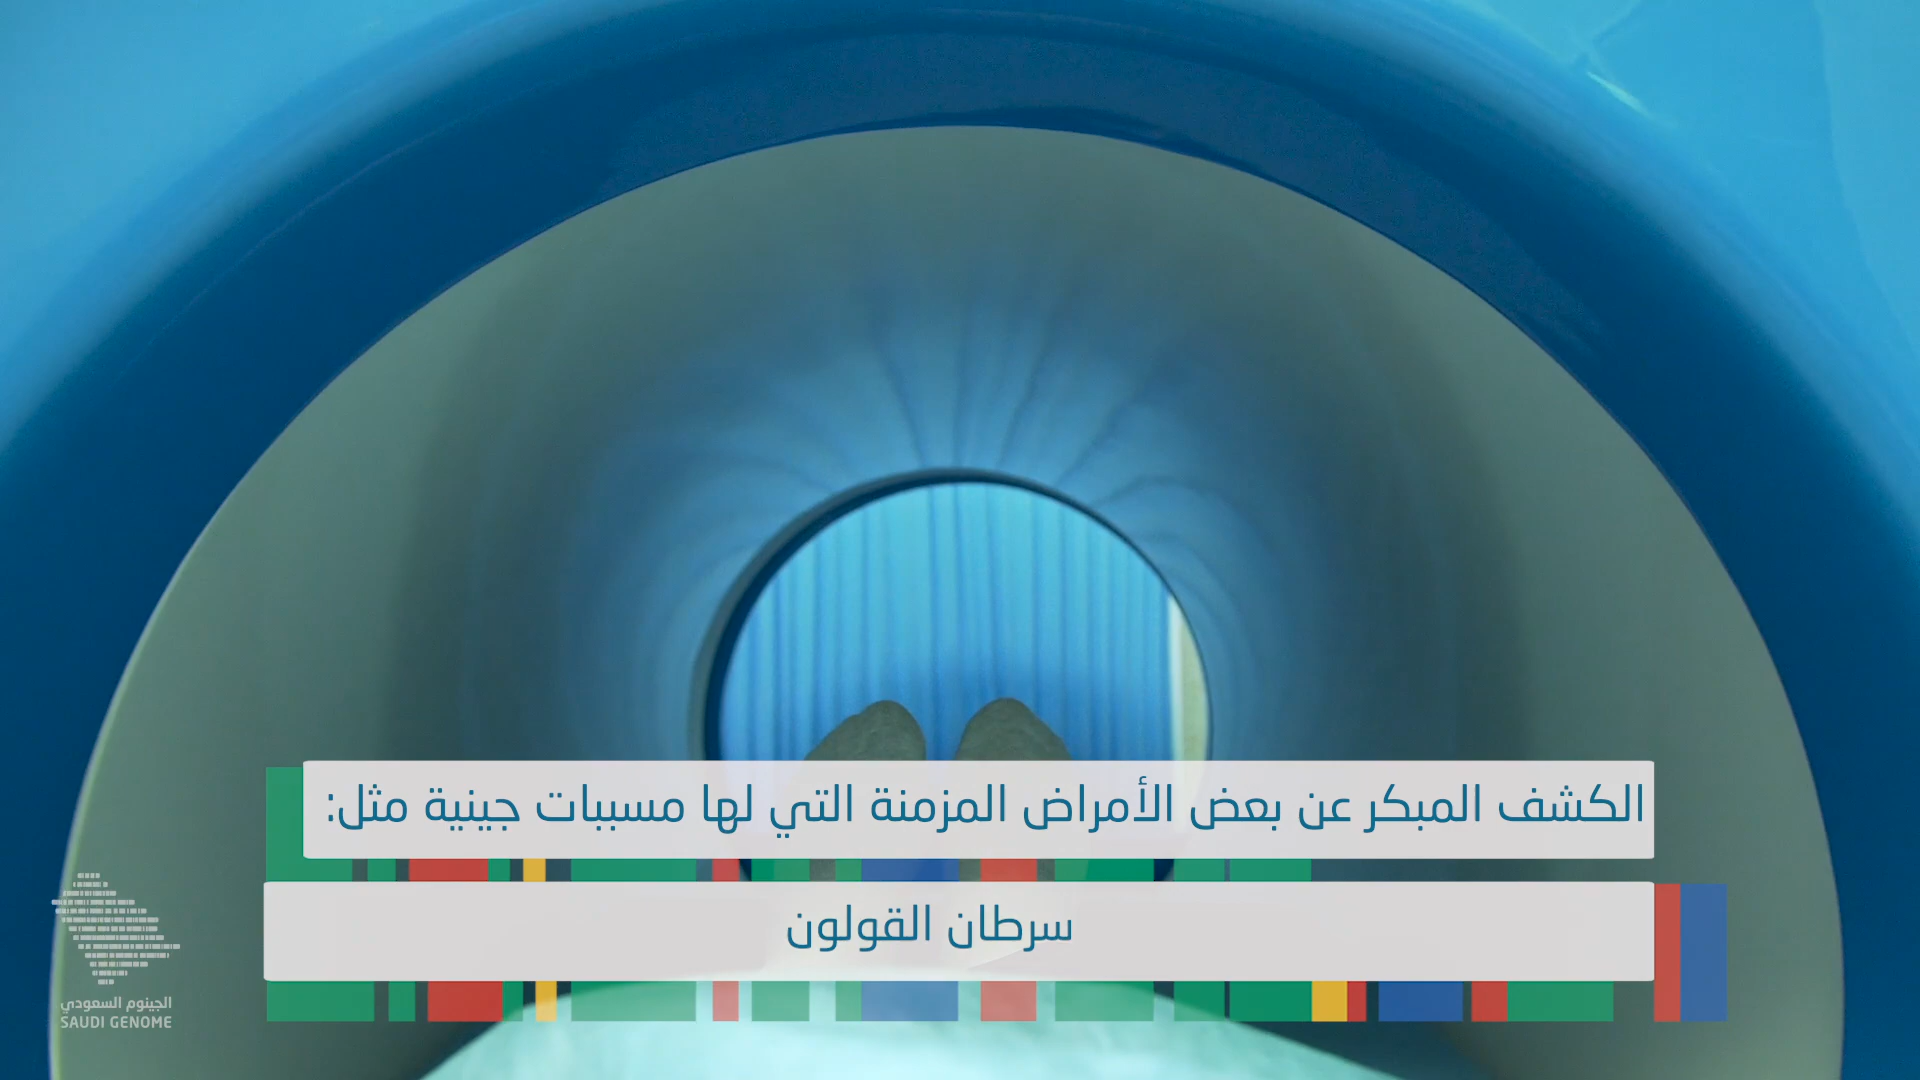 الكشف المبكر عن بعض الأمراض المزمنة التي لها مسببات جينية مثل:
سرطان القولون
الجينوم السعودي
SAUDI GENOME